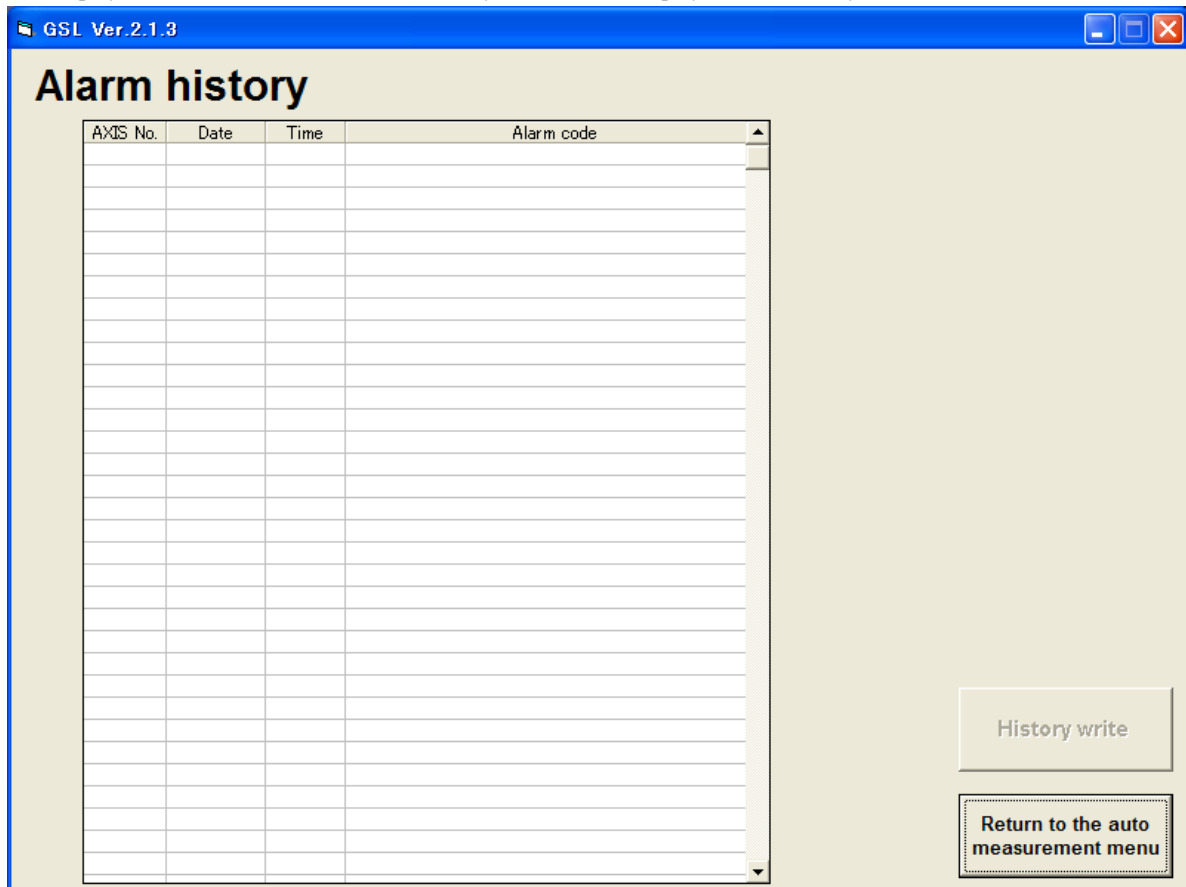 GSL Ver.2.1.3
Alarm history
AXIS No. Date Time Alarm code
History write
Return to the auto
measurement menu